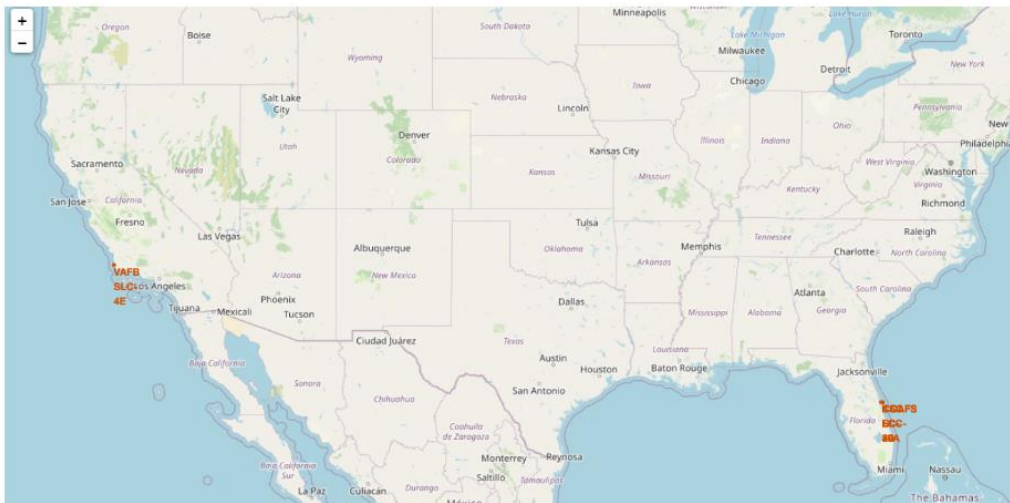 +
−
Oregon
Boise
Wyoming
South Dakota
Minneapolis
Lake Michigan
Milwaukee
Chicago
Lake Huron
Toronto
Detroit
New York
Salt Lake
City
Nebraska
Iowa
Lincoln
Pennsylvania
New
Philadelphia
Sacramento
Nevada
Utah
Denver
Colorado
Kansas City
Illinois
Indiana
Ohio
West Virginia
Washington
San Jose
California
Fresno
Kansas
Missouri
Kentucky
Virginia
Richmond
Las Vegas
Albuquerque
Tulsa
Oklahoma
Arkansas
Memphis
Tennessee
Charlotte
Raleigh
North Carolina
VAFB
SLC-
4E
Los Angeles
Arizona
New Mexico
Atlanta
South Carolina
Phoenix
Tucson
Tijuana
Mexicali
Dallas
Mississippi
Alabama
Georgia
Ciudad Juárez
Texas
Louisiana
Austin
Houston
Baton Rouge
Jacksonville
Baja California
Sonora
Chihuahua
San Antonio
Florida
Coahuila
de Zaragoza
Monterrey
Reynosa
Miami
Nassau
Baja California
Sur
La Paz
Culiacán
Durango
Saltillo
Tamaulipas
México
The Bahamas